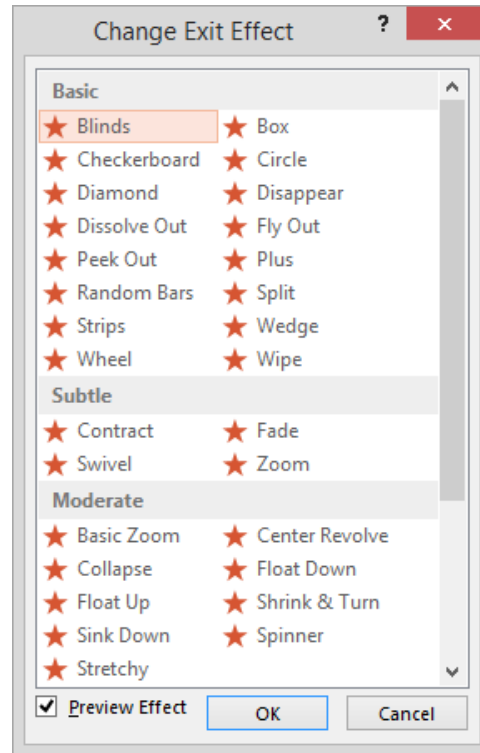 Change Exit Effect ? ×
Basic
Blinds Box
Checkerboard Circle
Diamond Disappear
Dissolve Out Fly Out
Peek Out Plus
Random Bars Split
Strips Wedge
Wheel Wipe
Subtle
Contract Fade
Swivel Zoom
Moderate
Basic Zoom Center Revolve
Collapse Float Down
Float Up Shrink & Turn
Sink Down Spinner
Stretchy
Preview Effect OK Cancel